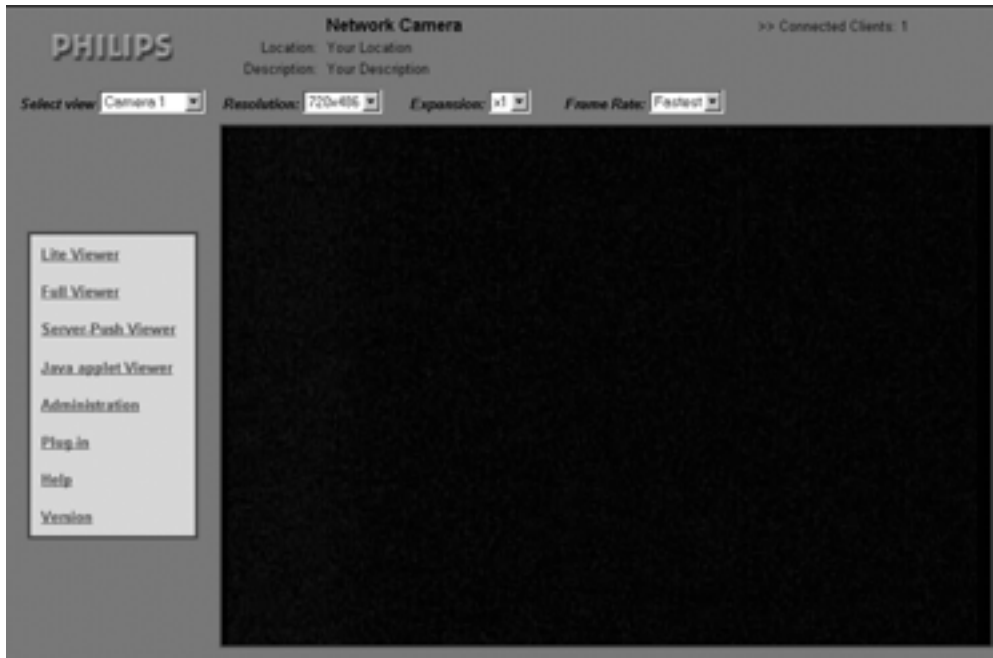 PHILIPS
Network Camera
>> Connected Clients: 1
Location: Your Location
Description: Your Description
Select view Camera 1
Resolution: 720x486
Expansion: x1
Frame Rate: Fastest
Lite Viewer
Full Viewer
Server-Push Viewer
Java applet Viewer
Administration
Plug-in
Help
Version